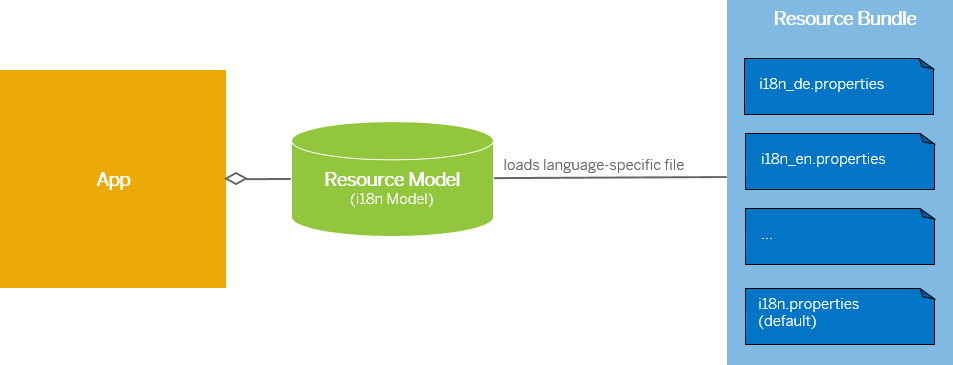 Resource Bundle
i18n_de.properties
i18n_en.properties
...
i18n.properties
(default)
App
Resource Model
(i18n Model)
loads language-specific file